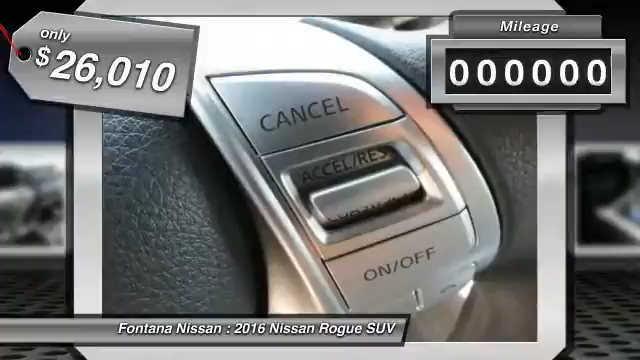 only
$26,010
Mileage
000000
CANCEL
ACCEL/RES
ON/OFF
Fontana Nissan : 2016 Nissan Rogue SUV